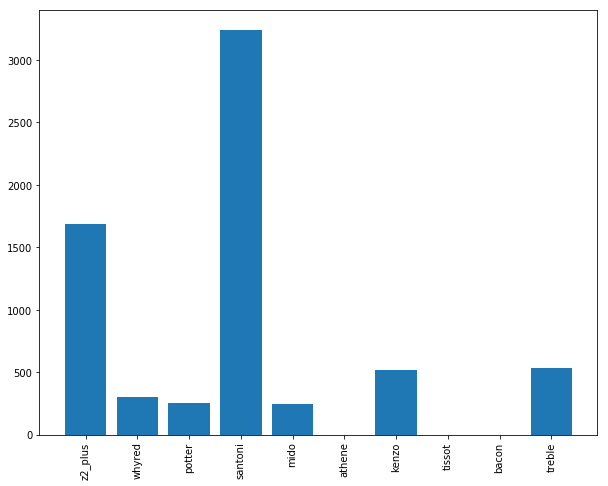 3000
2500
2000
1500
1000
500
0
z2_plus
whyred
potter
santoni
mido
athene
kenzo
tissot
bacon
treble